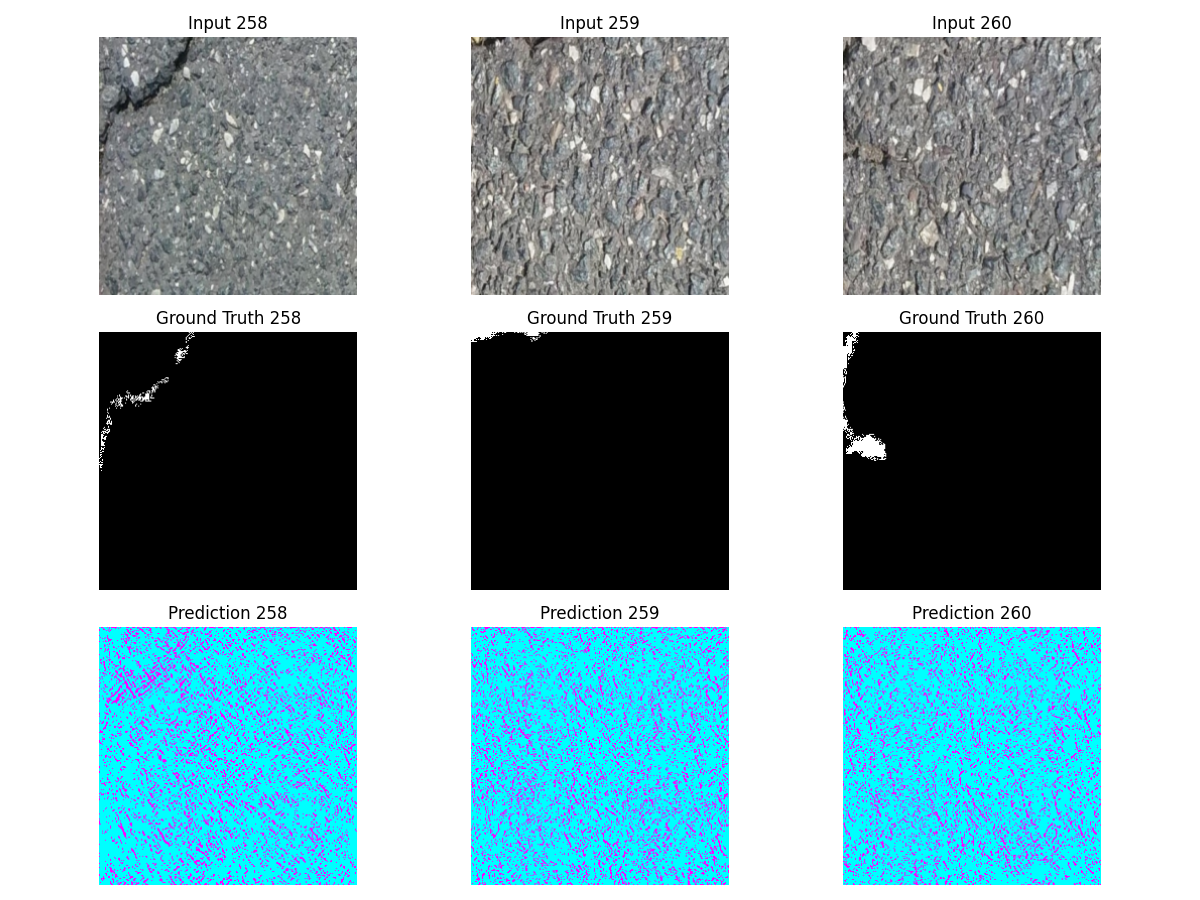 Input 258
Input 259
Input 260
Ground Truth 258
Ground Truth 259
Ground Truth 260
Prediction 258
Prediction 259
Prediction 260